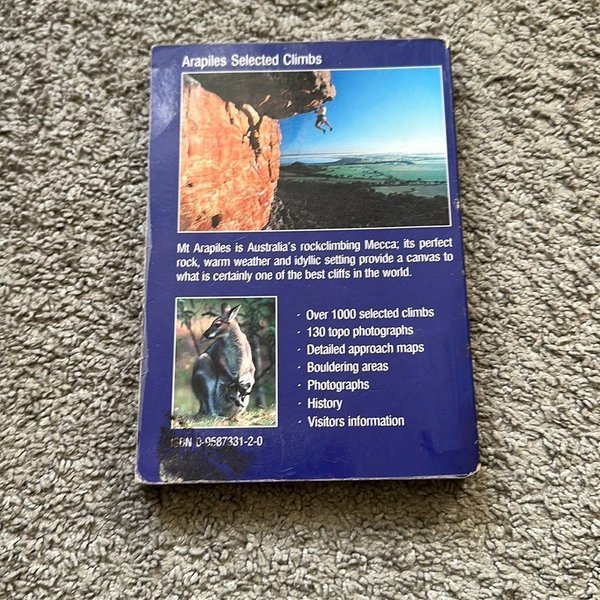 Arapiles Selected Climbs
Mt Arapiles is Australia's rockclimbing Mecca; its perfect
rock, warm weather and idyllic setting provide a canvas to
what is certainly one of the best cliffs in the world.
· Over 1000 selected climbs
· 130 topo photographs
· Detailed approach maps
· Bouldering areas
· Photographs
· History
· Visitors information
ISBN 0-9587331-2-0